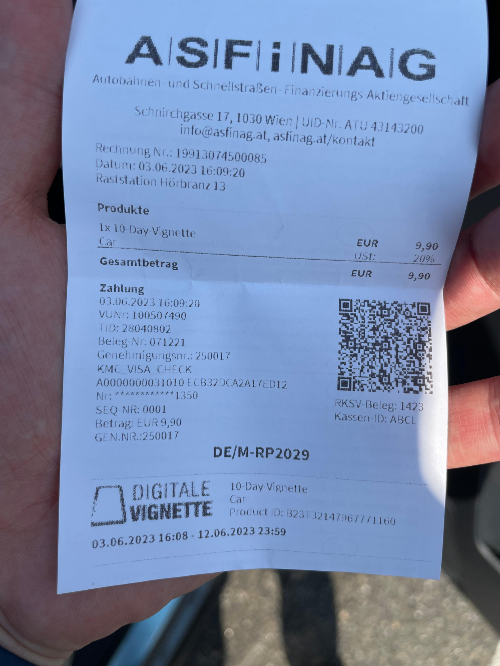 ASFiNAG
Autobahnen- und Schnellstraßen-Finanzierungs Aktiengesellschaft
Schnirchgasse 17, 1030 Wien | UID-Nr. ATU 43143200
info@asfinag.at, asfinag.at/kontakt
Rechnung Nr.: 19913074500085
Datum: 03.06.2023 16:09:20
Raststation Hörbranz 13
Produkte
1x 10-Day-Vignette EUR 9,90
Car USt: 20%
Gesamtbetrag EUR 9,90
Zahlung
03.06.2023 16:09:20
VUNr: 100507490
TID: 28040802
Beleg-Nr: 071221
Genehmigungsnr.: 250017
KMC_VISA_CHECK
A0000000031010 ECB32DCA2A17ED12
Nr: ************1350
SEQ-NR: 0001
Betrag: EUR 9,90
GEN.NR.:250017
RKSV-Beleg: 1423
Kassen-ID: ABCL
DE/M-RP2029
DIGITALE
VIGNETTE
10-Day Vignette
Car
Product ID: B23T32147967771160
03.06.2023 16:08 - 12.06.2023 23:59